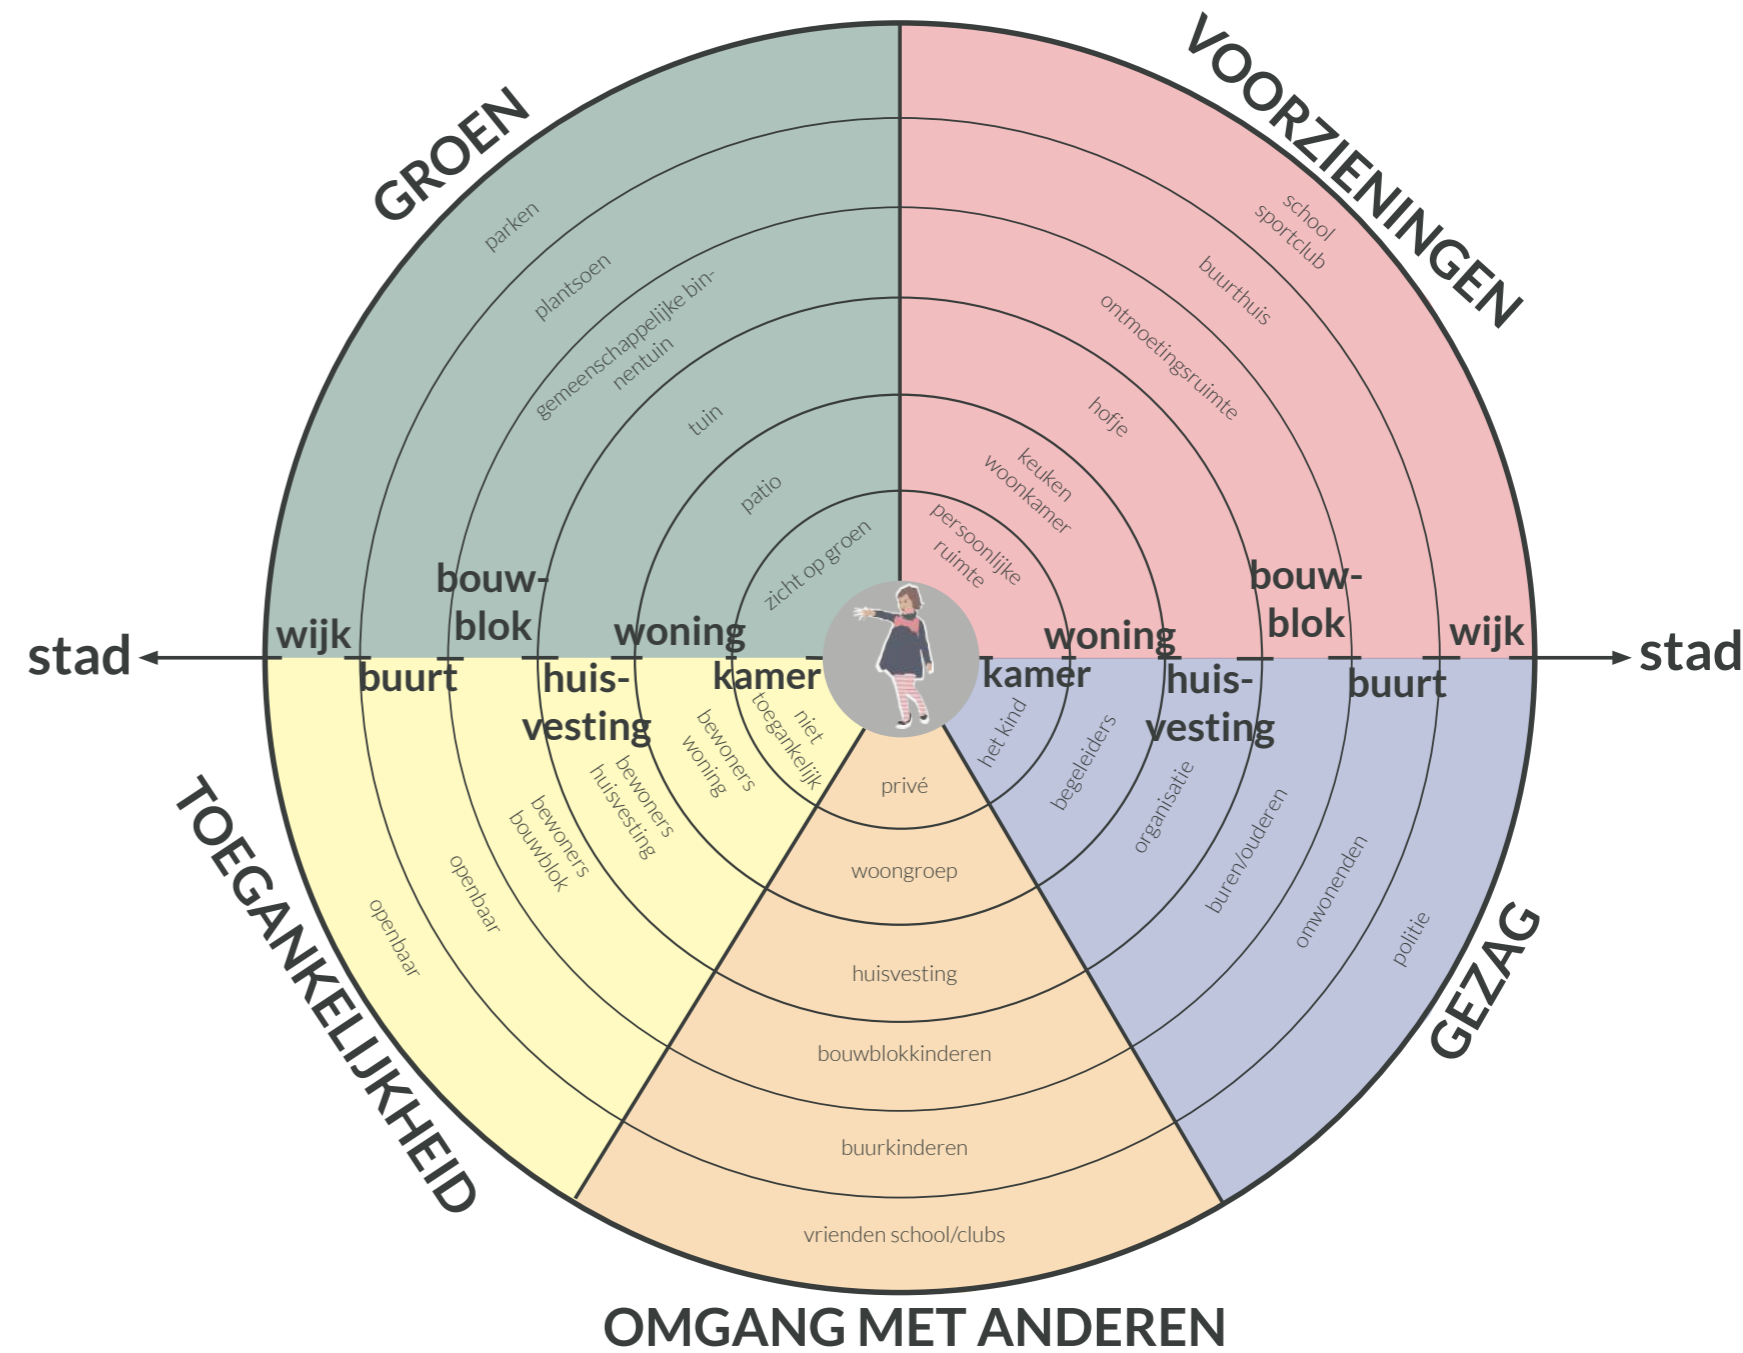 GROEN
parken
plantsoen
gemeenschappelijke bin-
nentuin
tuin
patio
zicht op groen
VOORZIENINGEN
school
sportclub
buurthuis
ontmoetingsruimte
hofje
keuken
woonkamer
persoonlijke
ruimte
stad
wijk
buurt
bouw-
blok
huis-
vesting
woning
kamer
kamer
woning
huis-
vesting
bouw-
blok
buurt
wijk
stad
TOEGANKELIJKHEID
niet
toegankelijk
bewoners
woning
bewoners
huisvesting
bewoners
bouwblok
openbaar
openbaar
GEZAG
het kind
begeleiders
organisatie
buren/ouderen
omwonenden
politie
privé
woongroep
huisvesting
bouwblokkinderen
buurkinderen
vrienden school/clubs
OMGANG MET ANDEREN